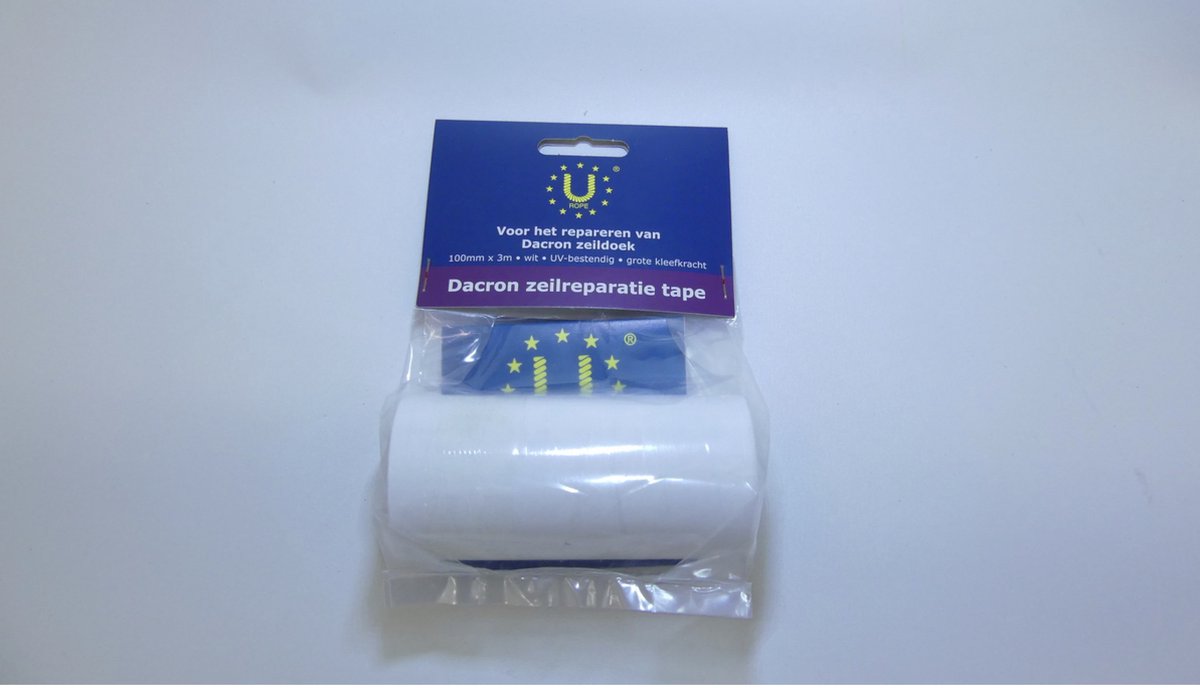 ®
U
ROPE
Voor het repareren van
Dacron zeildoek
100mm x 3m • wit • UV-bestendig • grote kleefkracht
Dacron zeilreparatie tape
®